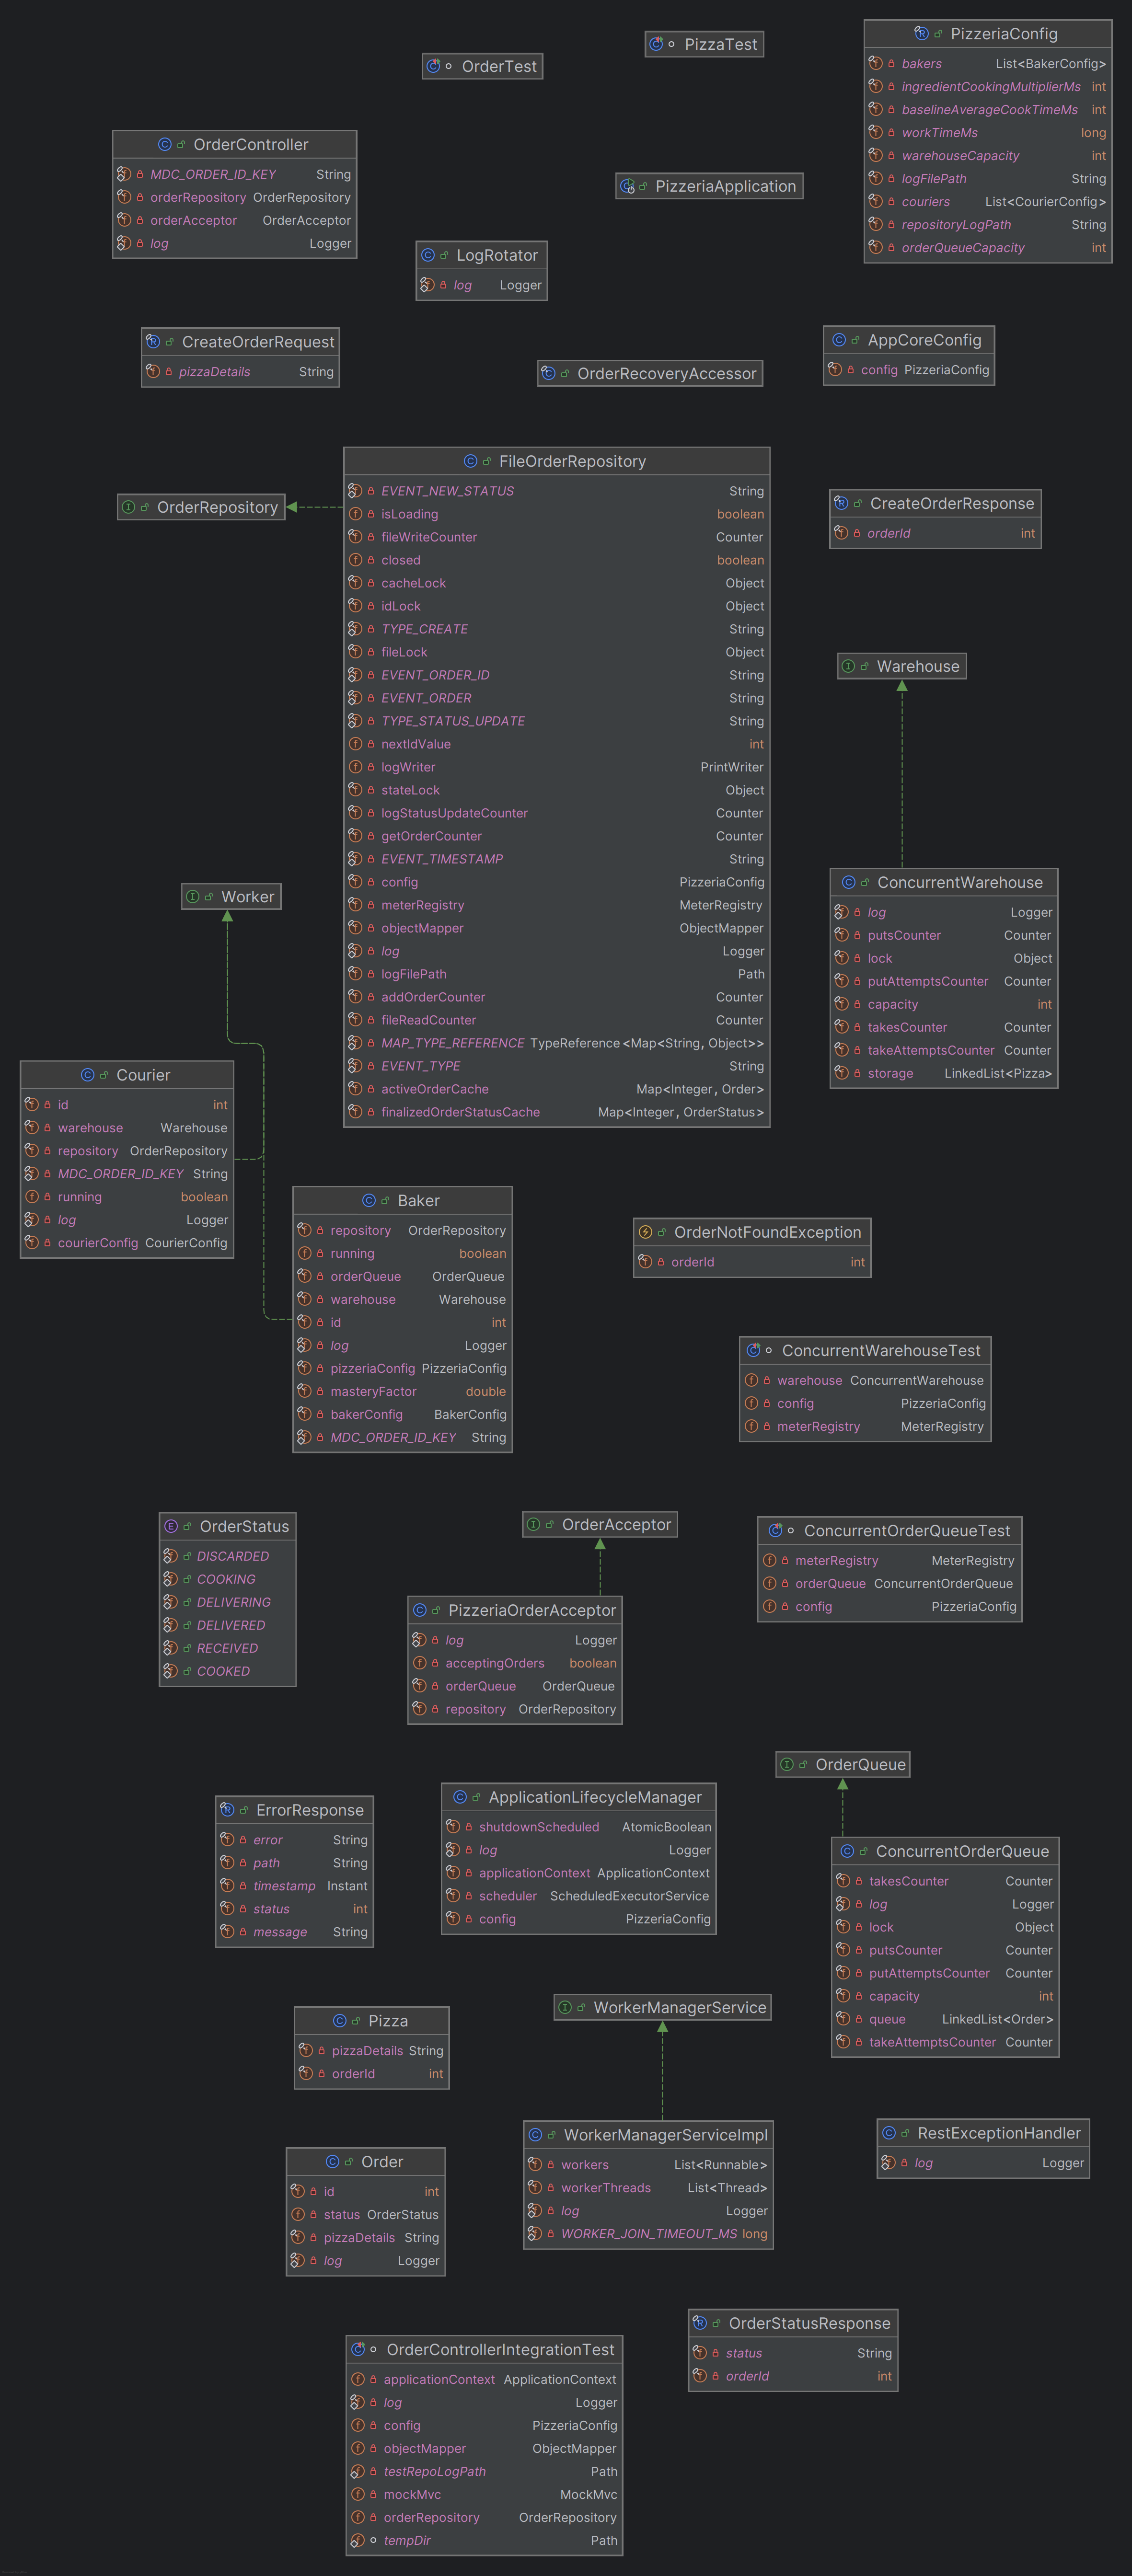 PizzaTest
OrderTest
PizzeriaConfig
bakers List<BakerConfig>
ingredientCookingMultiplierMs int
baselineAverageCookTimeMs int
workTimeMs long
warehouseCapacity int
logFilePath String
couriers List<CourierConfig>
repositoryLogPath String
orderQueueCapacity int
OrderController
MDC_ORDER_ID_KEY String
orderRepository OrderRepository
orderAcceptor OrderAcceptor
log Logger
PizzeriaApplication
LogRotator
log Logger
CreateOrderRequest
pizzaDetails String
OrderRecoveryAccessor
AppCoreConfig
config PizzeriaConfig
OrderRepository
FileOrderRepository
EVENT_NEW_STATUS String
isLoading boolean
fileWriteCounter Counter
closed boolean
cacheLock Object
idLock Object
TYPE_CREATE String
fileLock Object
EVENT_ORDER_ID String
EVENT_ORDER String
TYPE_STATUS_UPDATE String
nextIdValue int
logWriter PrintWriter
stateLock Object
logStatusUpdateCounter Counter
getOrderCounter Counter
EVENT_TIMESTAMP String
config PizzeriaConfig
meterRegistry MeterRegistry
objectMapper ObjectMapper
log Logger
logFilePath Path
addOrderCounter Counter
fileReadCounter Counter
MAP_TYPE_REFERENCE TypeReference<Map<String, Object>>
EVENT_TYPE String
activeOrderCache Map<Integer, Order>
finalizedOrderStatusCache Map<Integer, OrderStatus>
CreateOrderResponse
orderId int
Warehouse
ConcurrentWarehouse
log Logger
putsCounter Counter
lock Object
putAttemptsCounter Counter
capacity int
takesCounter Counter
takeAttemptsCounter Counter
storage LinkedList<Pizza>
Worker
Courier
id int
warehouse Warehouse
repository OrderRepository
MDC_ORDER_ID_KEY String
running boolean
log Logger
courierConfig CourierConfig
Baker
repository OrderRepository
running boolean
orderQueue OrderQueue
warehouse Warehouse
id int
log Logger
pizzeriaConfig PizzeriaConfig
masteryFactor double
bakerConfig BakerConfig
MDC_ORDER_ID_KEY String
OrderNotFoundException
orderId int
ConcurrentWarehouseTest
warehouse ConcurrentWarehouse
config PizzeriaConfig
meterRegistry MeterRegistry
OrderStatus
DISCARDED
COOKING
DELIVERING
DELIVERED
RECEIVED
COOKED
OrderAcceptor
PizzeriaOrderAcceptor
log Logger
acceptingOrders boolean
orderQueue OrderQueue
repository OrderRepository
ConcurrentOrderQueueTest
meterRegistry MeterRegistry
orderQueue ConcurrentOrderQueue
config PizzeriaConfig
OrderQueue
ErrorResponse
error String
path String
timestamp Instant
status int
message String
ApplicationLifecycleManager
shutdownScheduled AtomicBoolean
log Logger
applicationContext ApplicationContext
scheduler ScheduledExecutorService
config PizzeriaConfig
ConcurrentOrderQueue
takesCounter Counter
log Logger
lock Object
putsCounter Counter
putAttemptsCounter Counter
capacity int
queue LinkedList<Order>
takeAttemptsCounter Counter
Pizza
pizzaDetails String
orderId int
WorkerManagerService
WorkerManagerServiceImpl
workers List<Runnable>
workerThreads List<Thread>
log Logger
WORKER_JOIN_TIMEOUT_MS long
RestExceptionHandler
log Logger
Order
id int
status OrderStatus
pizzaDetails String
log Logger
OrderStatusResponse
status String
orderId int
OrderControllerIntegrationTest
applicationContext ApplicationContext
log Logger
config PizzeriaConfig
objectMapper ObjectMapper
testRepoLogPath Path
mockMvc MockMvc
orderRepository OrderRepository
tempDir Path